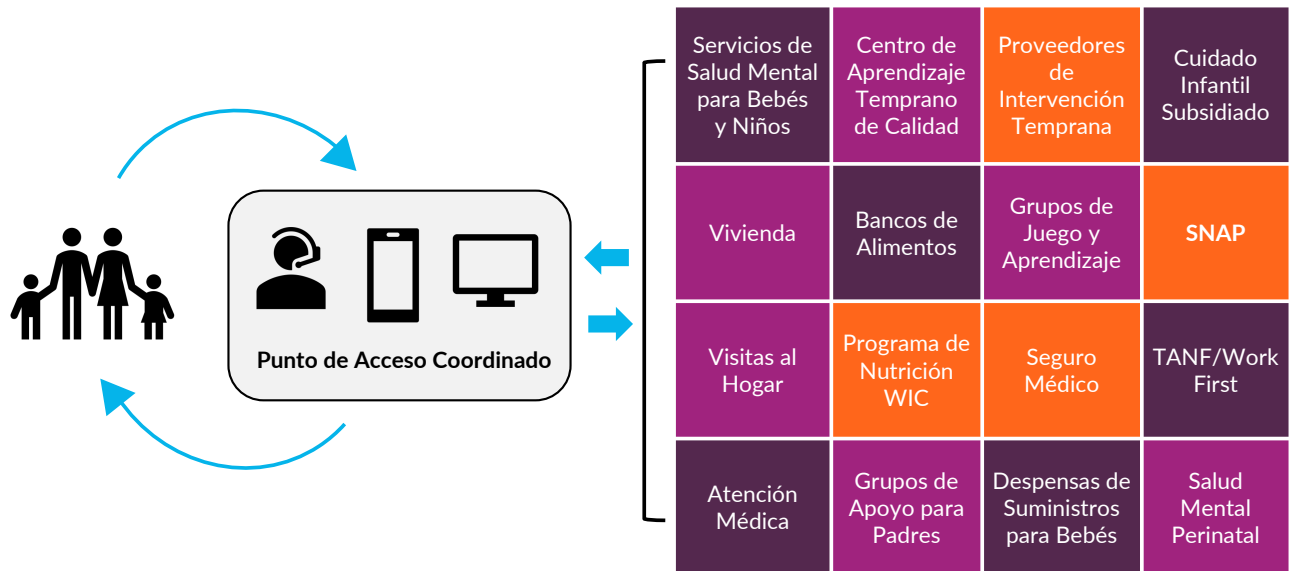 Punto de Acceso Coordinado
Servicios de
Salud Mental
para Bebés
y Niños
Centro de
Aprendizaje
Temprano
de Calidad
Proveedores
de
Intervención
Temprana
Cuidado
Infantil
Subsidiado
Vivienda
Bancos de
Alimentos
Grupos de
Juego y
Aprendizaje
SNAP
Visitas al
Hogar
Programa de
Nutrición
WIC
Seguro
Médico
TANF/Work
First
Atención
Médica
Grupos de
Apoyo para
Padres
Despensas de
Suministros
para Bebés
Salud
Mental
Perinatal